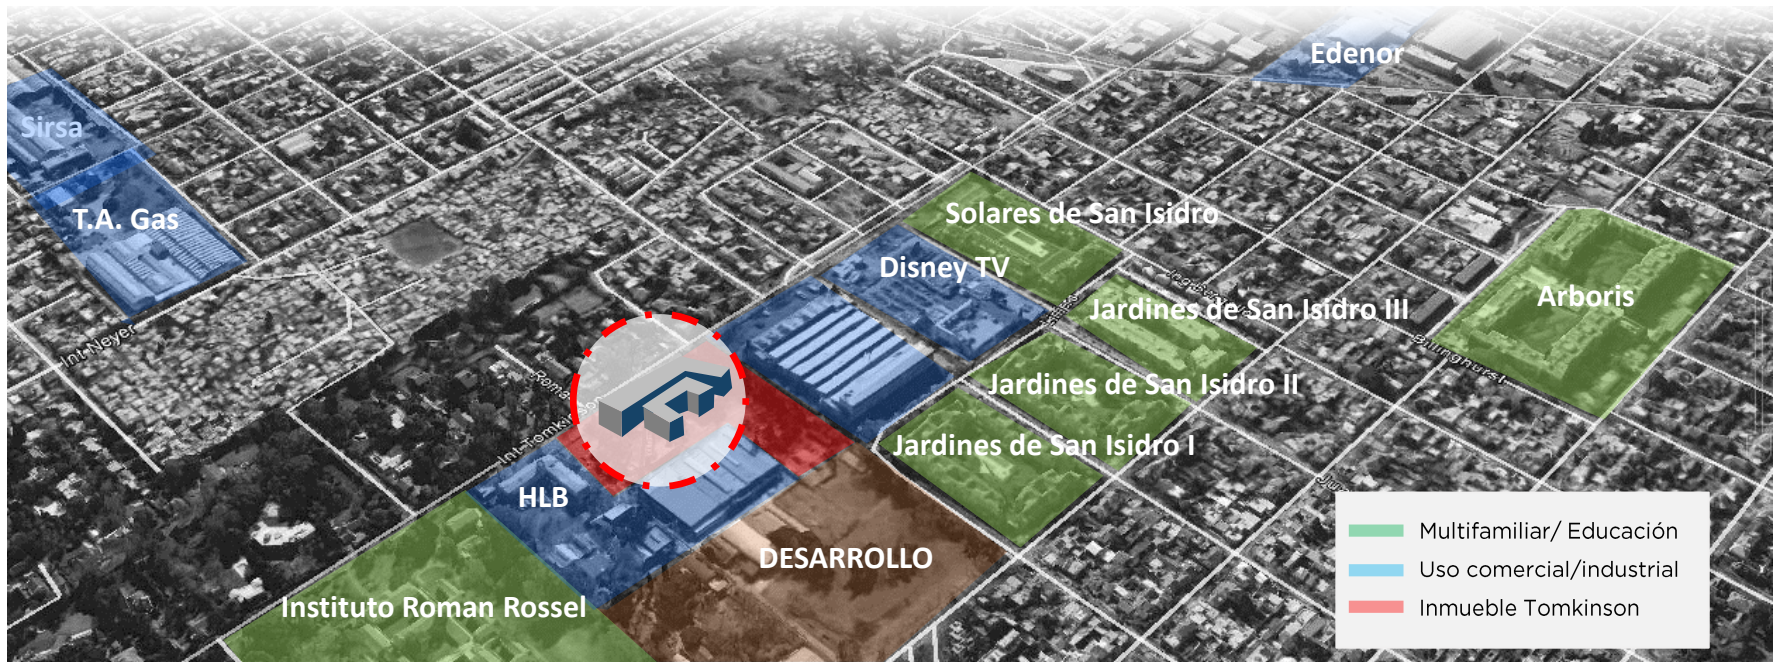 Edenor
Sirsa
T.A. Gas
Solares de San Isidro
Disney TV
Jardines de San Isidro III
Arboris
Int Neyer
Billinghurst
Jardines de San Isidro II
Int-Tomkinson
Jardines de San Isidro I
HLB
DESARROLLO
Instituto Roman Rossel
Multifamiliar/ Educación
Uso comercial/industrial
Inmueble Tomkinson